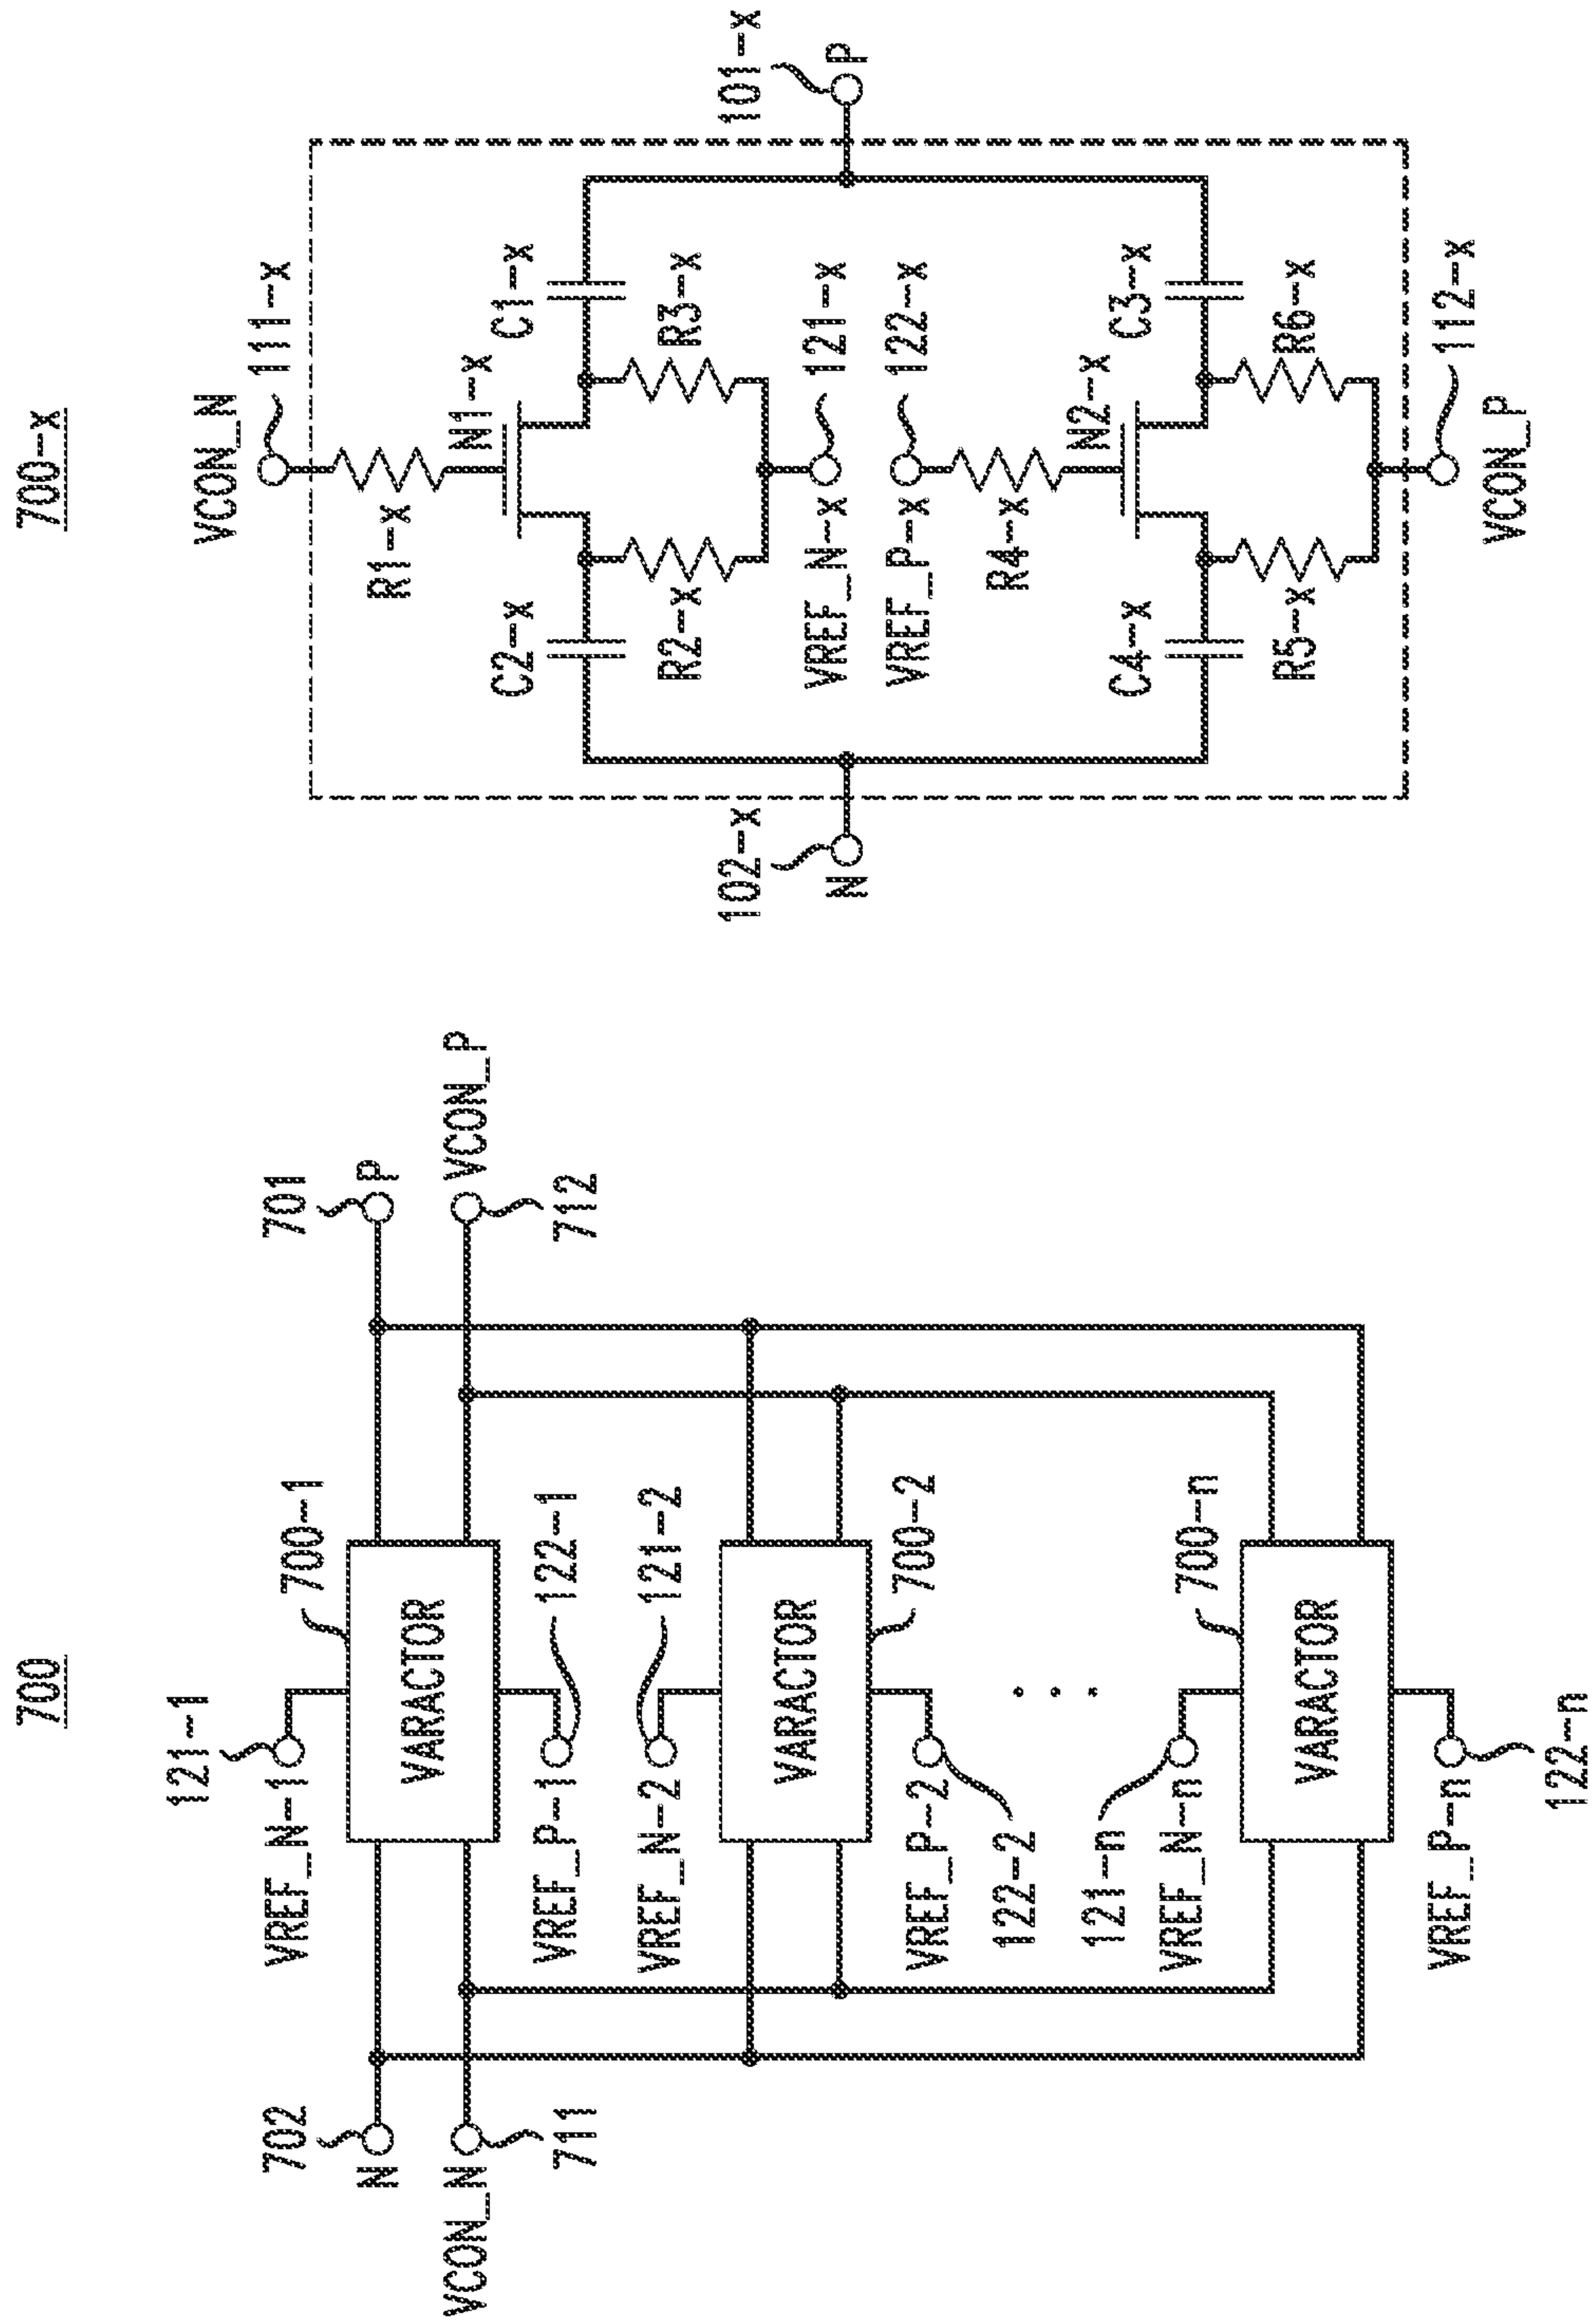 700
121-1
VREF_N-1
700-1
701
P
702
N
VARACTOR
VCON_P
712
VCON_N
711
VREF_P-1
122-1
VREF_N-2
121-2
VARACTOR
700-2
VREF_P-2
122-2
121-n
VREF_N-n
700-n
VARACTOR
VREF_P-n
122-n
700-x
VCON_N
111-x
R1-x
N1-x
C2-x
C1-x
R2-x
R3-x
102-x
N
101-x
P
VREF_N-x
121-x
VREF_P-x
122-x
R4-x
N2-x
C4-x
C3-x
R5-x
R6-x
112-x
VCON_P